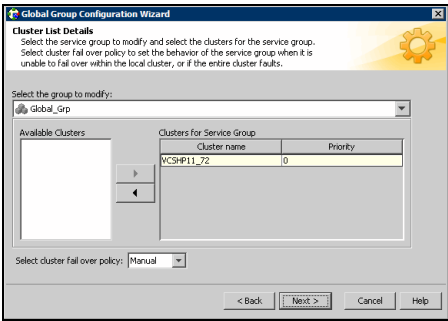 Global Group Configuration Wizard
Cluster List Details
Select the service group to modify and select the clusters for the service group.
Select cluster fail over policy to set the behavior of the service group when it is
unable to fail over within the local cluster, or if the entire cluster faults.
Select the group to modify:
Global_Grp
Available Clusters
Clusters for Service Group
Cluster name Priority
VCSHP11_72 0
Select cluster fail over policy: Manual
< Back Next > Cancel Help